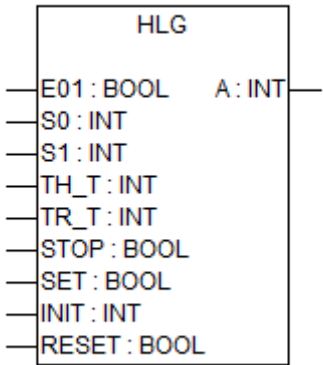 HLG
E01 : BOOL A : INT
S0 : INT
S1 : INT
TH_T : INT
TR_T : INT
STOP : BOOL
SET : BOOL
INIT : INT
RESET : BOOL